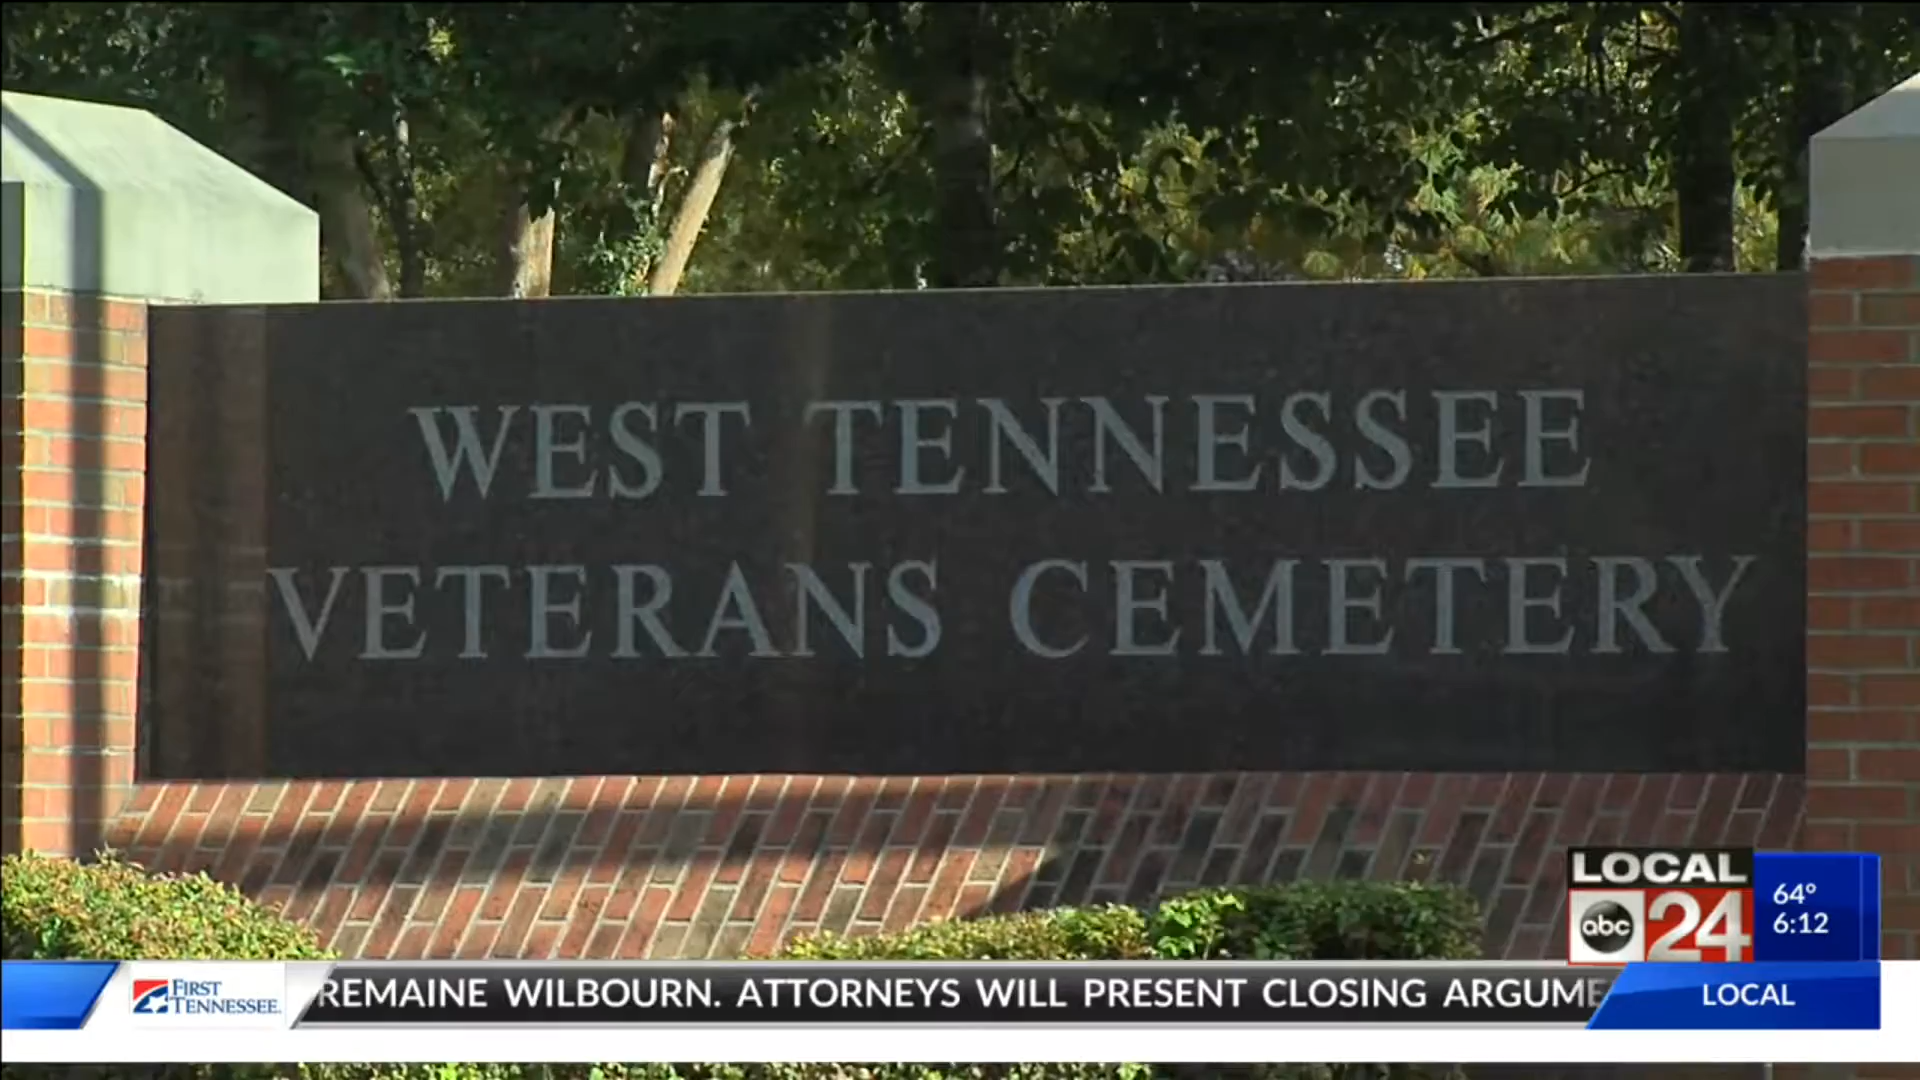 WEST TENNESSEE
VETERANS CEMETERY
LOCAL
abc 24
64°
6:12
FIRST
TENNESSEE.
REMAINE WILBOURN. ATTORNEYS WILL PRESENT CLOSING ARGUME
LOCAL